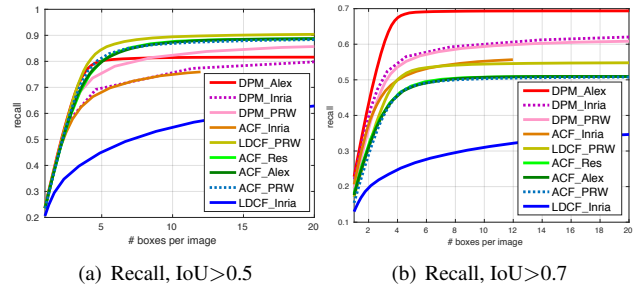 1
0.9
0.8
0.7
0.6
0.5
0.4
0.3
0.2
recall
5 10 15 20
# boxes per image
DPM_Alex
DPM_Inria
DPM_PRW
ACF_Inria
LDCF_PRW
ACF_Res
ACF_Alex
ACF_PRW
LDCF_Inria
(a) Recall, IoU>0.5
0.7
0.6
0.5
0.4
0.3
0.2
0.1
recall
2 4 6 8 10 12 14 16 18 20
# boxes per image
DPM_Alex
DPM_Inria
DPM_PRW
ACF_Inria
LDCF_PRW
ACF_Res
ACF_Alex
ACF_PRW
LDCF_Inria
(b) Recall, IoU>0.7